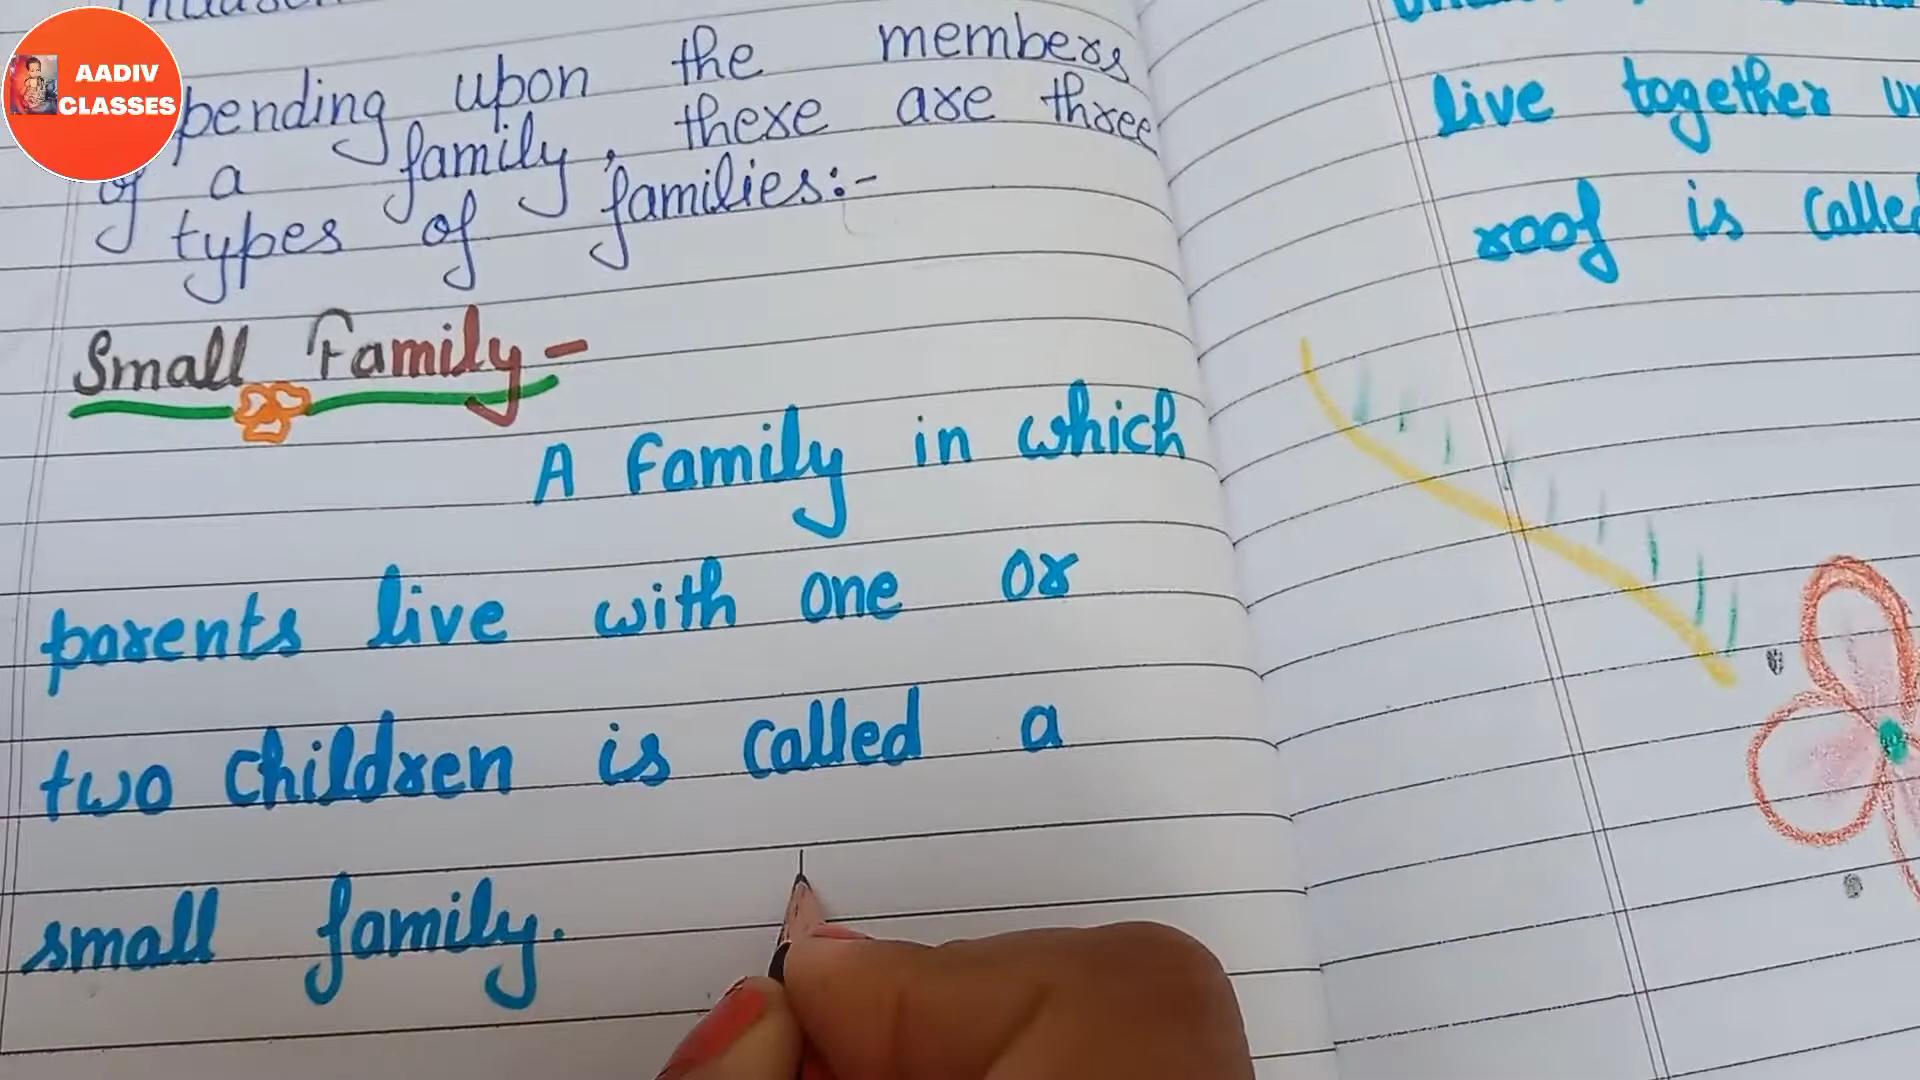 AADIV
CLASSES
pending upon the members
of a family, there are three
types of families:-
Small Family -
A Family in which
parents live with one or
two children is called a
small family.
live together
roof is called